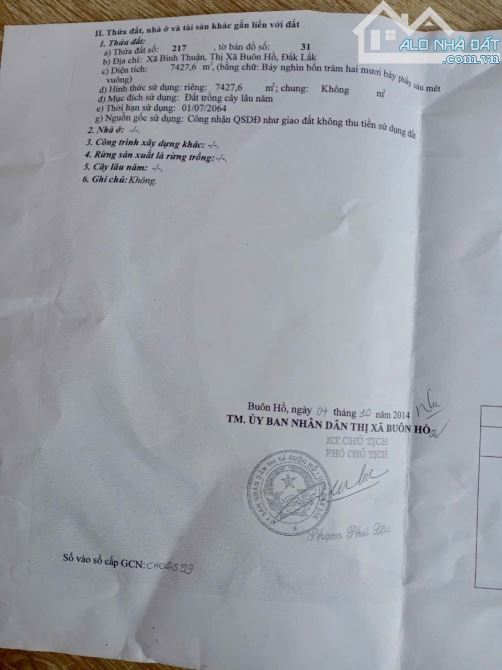 ALO NHÀ ĐẤT
Alonhadat.com.vn
II. Thửa đất, nhà ở và tài sản khác gắn liền với đất
1. Thửa đất:
a) Thửa đất số: 217 , tờ bản đồ số: 31
b) Địa chỉ: Xã Bình Thuận, Thị Xã Buôn Hồ, Đắk Lắk
c) Diện tích: 7427,6 m², (bằng chữ: Bảy nghìn bốn trăm hai mươi bảy phẩy sáu mét
vuông)
d) Hình thức sử dụng: riêng: 7427,6 m²; chung: Không m²
đ) Mục đích sử dụng: Đất trồng cây lâu năm
e) Thời hạn sử dụng: 01/07/2064
g) Nguồn gốc sử dụng: Công nhận QSDĐ như giao đất không thu tiền sử dụng đất
2. Nhà ở: -/-.
3. Công trình xây dựng khác: -/-.
4. Rừng sản xuất là rừng trồng: -/-.
5. Cây lâu năm: -/-.
6. Ghi chú: Không.
Buôn Hồ, ngày 07 tháng 10 năm 2014
TM. ỦY BAN NHÂN DÂN THỊ XÃ BUÔN HỒ
KT CHỦ TỊCH
PHÓ CHỦ TỊCH
Phạm Phú Lộc
Số vào sổ cấp GCN: CH04599